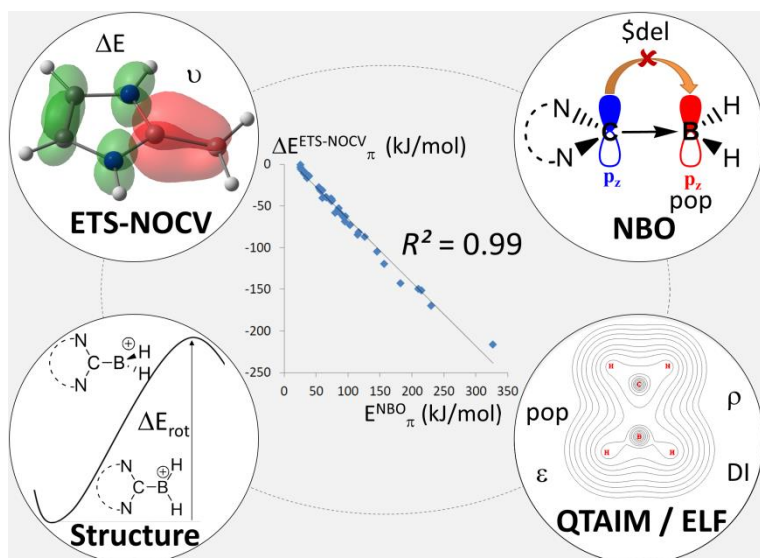 ΔE
υ
ETS-NOCV
$del
N
N
C
B
H
H
p_z
p_z
pop
NBO
ΔE^ETS-NOCV_π (kJ/mol)
0
-50
-100
-150
-200
-250
R² = 0.99
0 50 100 150 200 250 300 350
E^NBO_π (kJ/mol)
N
N
C-B
⊕
H
H
ΔE_rot
N
N
C-B
⊕
H
H
Structure
H H
C
B
H H
pop
ρ
ε
DI
QTAIM / ELF